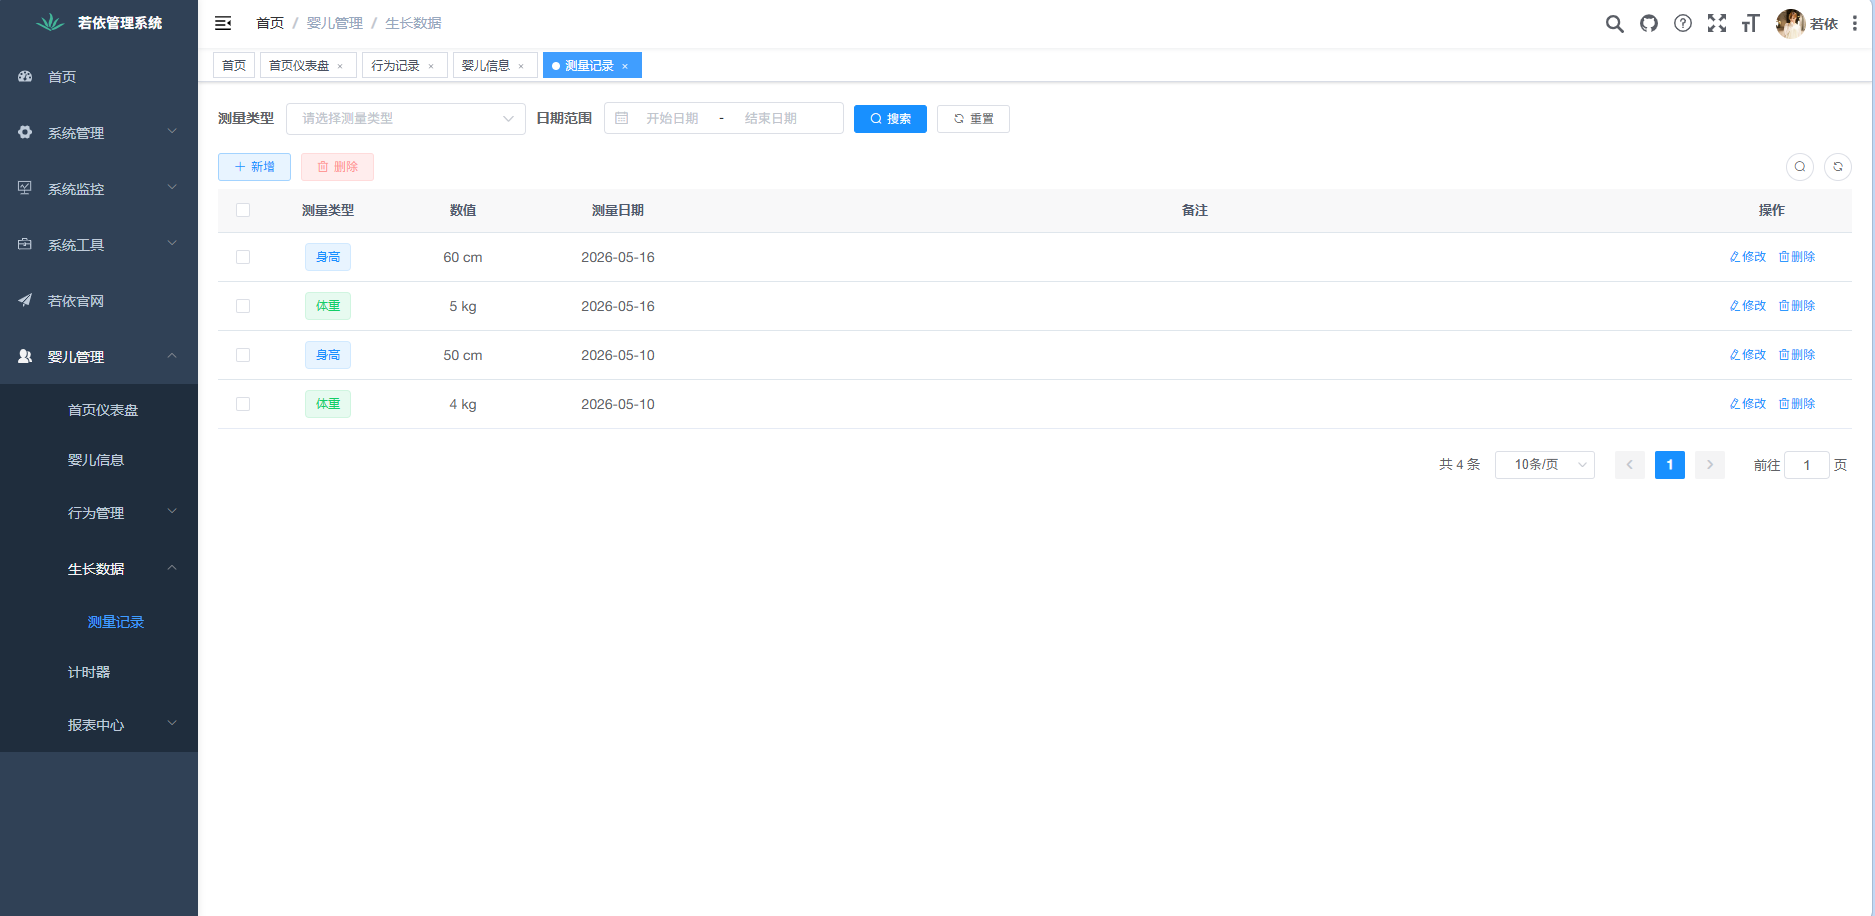 若依管理系统
首页
系统管理
系统监控
系统工具
若依官网
婴儿管理
首页仪表盘
婴儿信息
行为管理
生长数据
测量记录
计时器
报表中心
首页 / 婴儿管理 / 生长数据
若依
首页 首页仪表盘 × 行为记录 × 婴儿信息 × 测量记录 ×
测量类型 请选择测量类型 日期范围 开始日期 - 结束日期 搜索 重置
新增 删除
测量类型 数值 测量日期 备注 操作
身高 60 cm 2026-05-16 修改 删除
体重 5 kg 2026-05-16 修改 删除
身高 50 cm 2026-05-10 修改 删除
体重 4 kg 2026-05-10 修改 删除
共 4 条 10条/页 1 前往 1 页